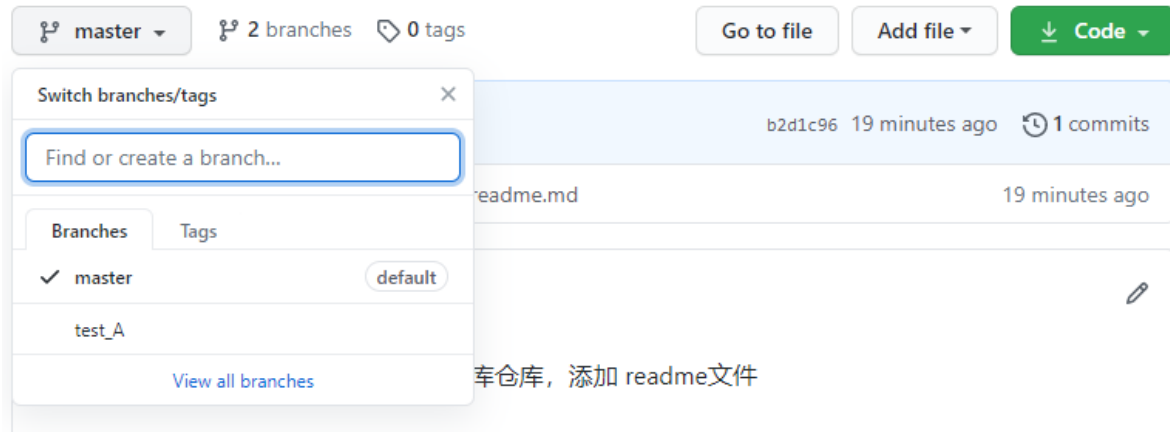 master 2 branches 0 tags Go to file Add file Code
Switch branches/tags
b2d1c96 19 minutes ago 1 commits
Find or create a branch...
readme.md 19 minutes ago
Branches Tags
master default
test_A
库仓库，添加 readme文件
View all branches